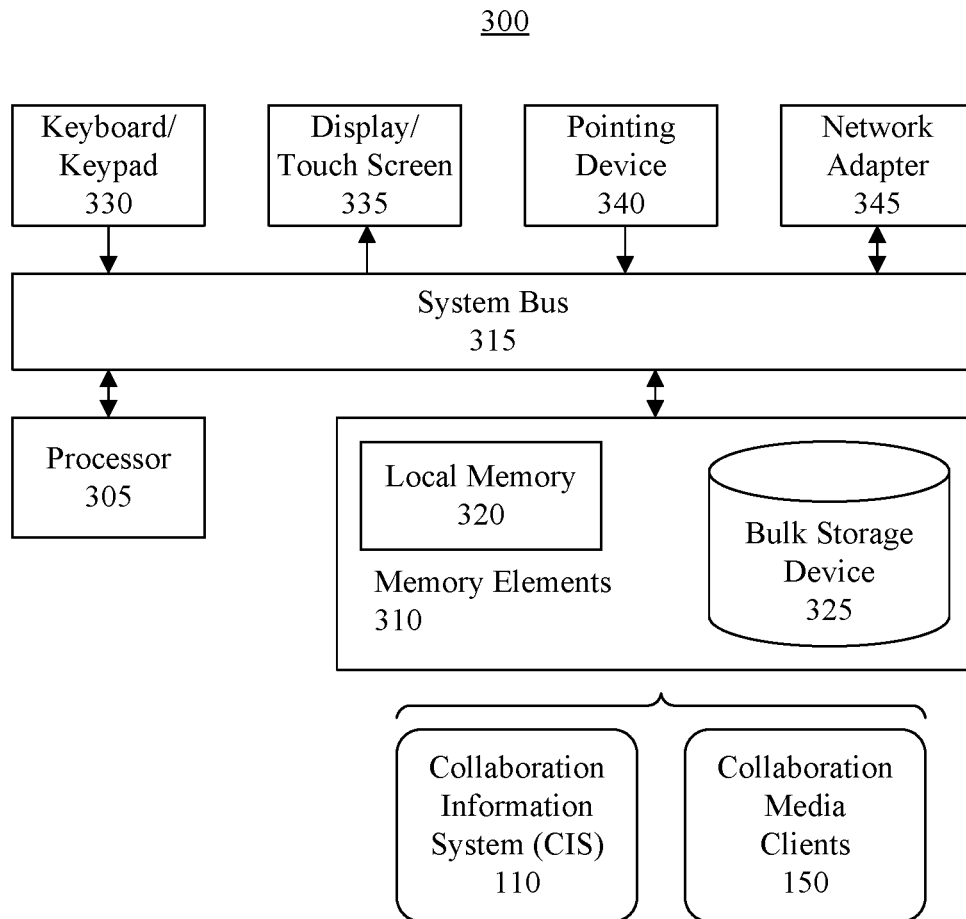 300
Keyboard/
Keypad
330
Display/
Touch Screen
335
Pointing
Device
340
Network
Adapter
345
System Bus
315
Processor
305
Local Memory
320
Memory Elements
310
Bulk Storage
Device
325
Collaboration
Information
System (CIS)
110
Collaboration
Media
Clients
150